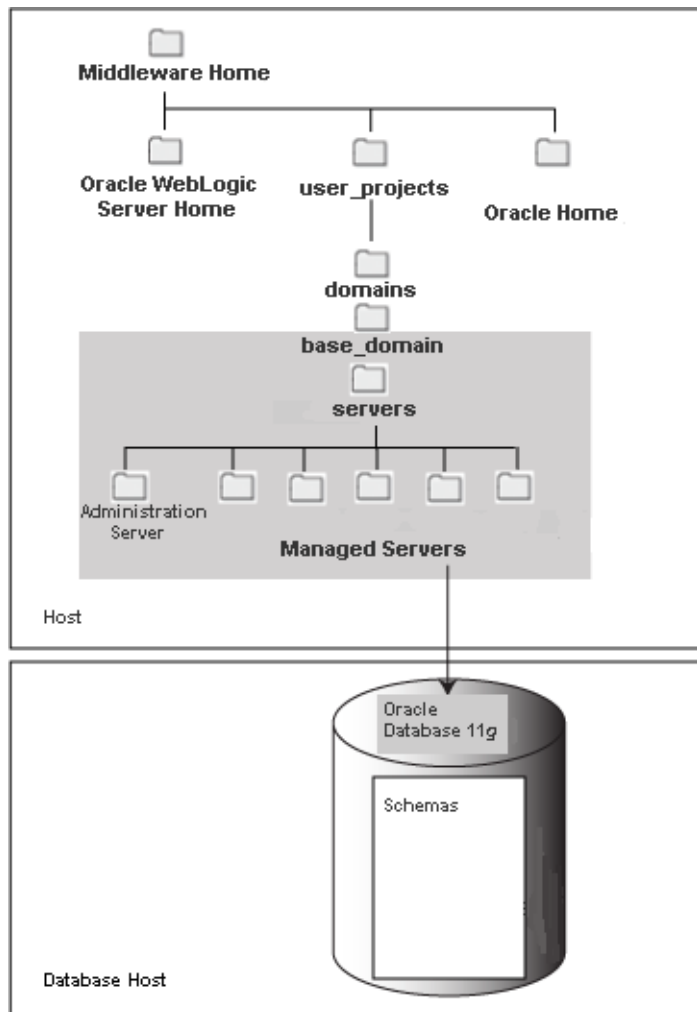 Middleware Home
Oracle WebLogic
Server Home
user_projects
Oracle Home
domains
base_domain
servers
Administration
Server
Managed Servers
Host
Oracle
Database 11g
Schemas
Database Host